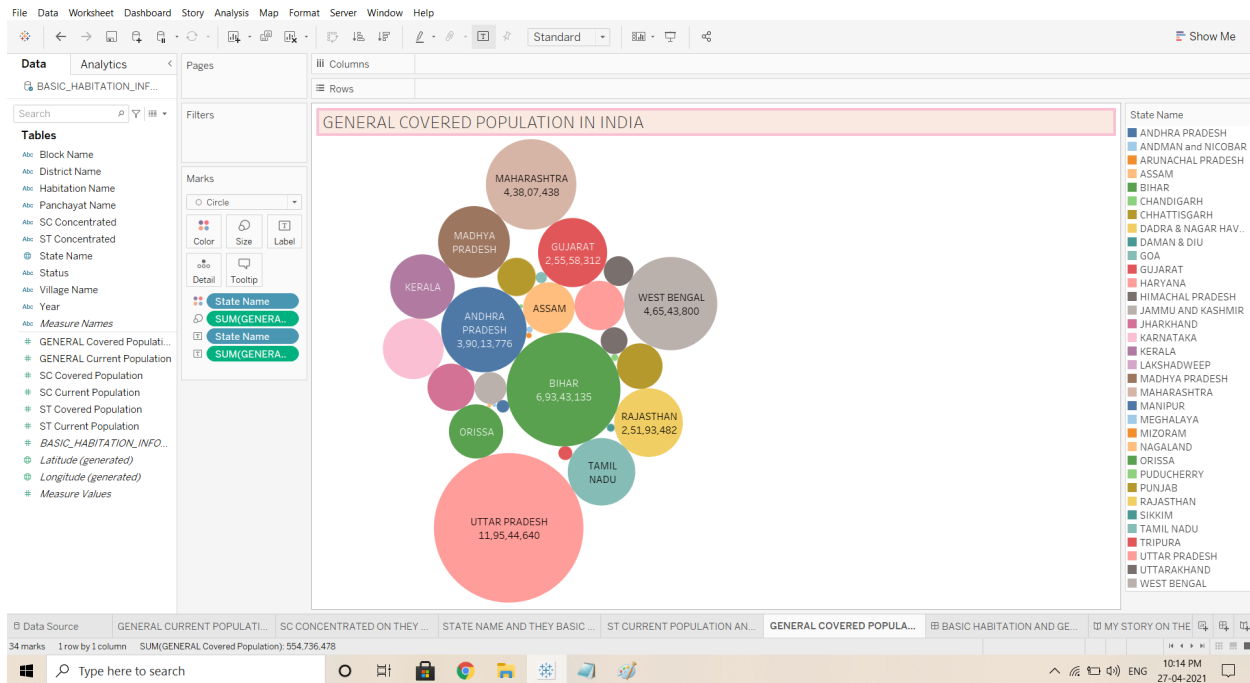 File Data Worksheet Dashboard Story Analysis Map Format Server Window Help
Standard
Show Me
Data Analytics
BASIC_HABITATION_INF...
Search
Tables
Abc Block Name
Abc District Name
Abc Habitation Name
Abc Panchayat Name
Abc SC Concentrated
Abc ST Concentrated
State Name
Abc Status
Abc Village Name
Abc Year
Abc Measure Names
# GENERAL Covered Populati...
# GENERAL Current Population
# SC Covered Population
# SC Current Population
# ST Covered Population
# ST Current Population
# BASIC_HABITATION_INFO...
Latitude (generated)
Longitude (generated)
# Measure Values
Pages
Filters
Marks
Circle
Color Size Label
Detail Tooltip
State Name
SUM(GENERA..
State Name
SUM(GENERA..
Columns
Rows
GENERAL COVERED POPULATION IN INDIA
MAHARASHTRA
4,38,07,438
MADHYA
PRADESH
GUJARAT
2,55,58,312
KERALA
WEST BENGAL
4,65,43,800
ASSAM
ANDHRA
PRADESH
3,90,13,776
BIHAR
6,93,43,135
RAJASTHAN
2,51,93,482
ORISSA
TAMIL
NADU
UTTAR PRADESH
11,95,44,640
State Name
ANDHRA PRADESH
ANDMAN and NICOBAR
ARUNACHAL PRADESH
ASSAM
BIHAR
CHANDIGARH
CHHATTISGARH
DADRA & NAGAR HAV..
DAMAN & DIU
GOA
GUJARAT
HARYANA
HIMACHAL PRADESH
JAMMU AND KASHMIR
JHARKHAND
KARNATAKA
KERALA
LAKSHADWEEP
MADHYA PRADESH
MAHARASHTRA
MANIPUR
MEGHALAYA
MIZORAM
NAGALAND
ORISSA
PUDUCHERRY
PUNJAB
RAJASTHAN
SIKKIM
TAMIL NADU
TRIPURA
UTTAR PRADESH
UTTARAKHAND
WEST BENGAL
Data Source GENERAL CURRENT POPULATI... SC CONCENTRATED ON THEY ... STATE NAME AND THEY BASIC ... ST CURRENT POPULATION AN... GENERAL COVERED POPULA... BASIC HABITATION AND GE... MY STORY ON THE
34 marks 1 row by 1 column SUM(GENERAL Covered Population): 554,736,478
Type here to search
ENG
10:14 PM
27-04-2021